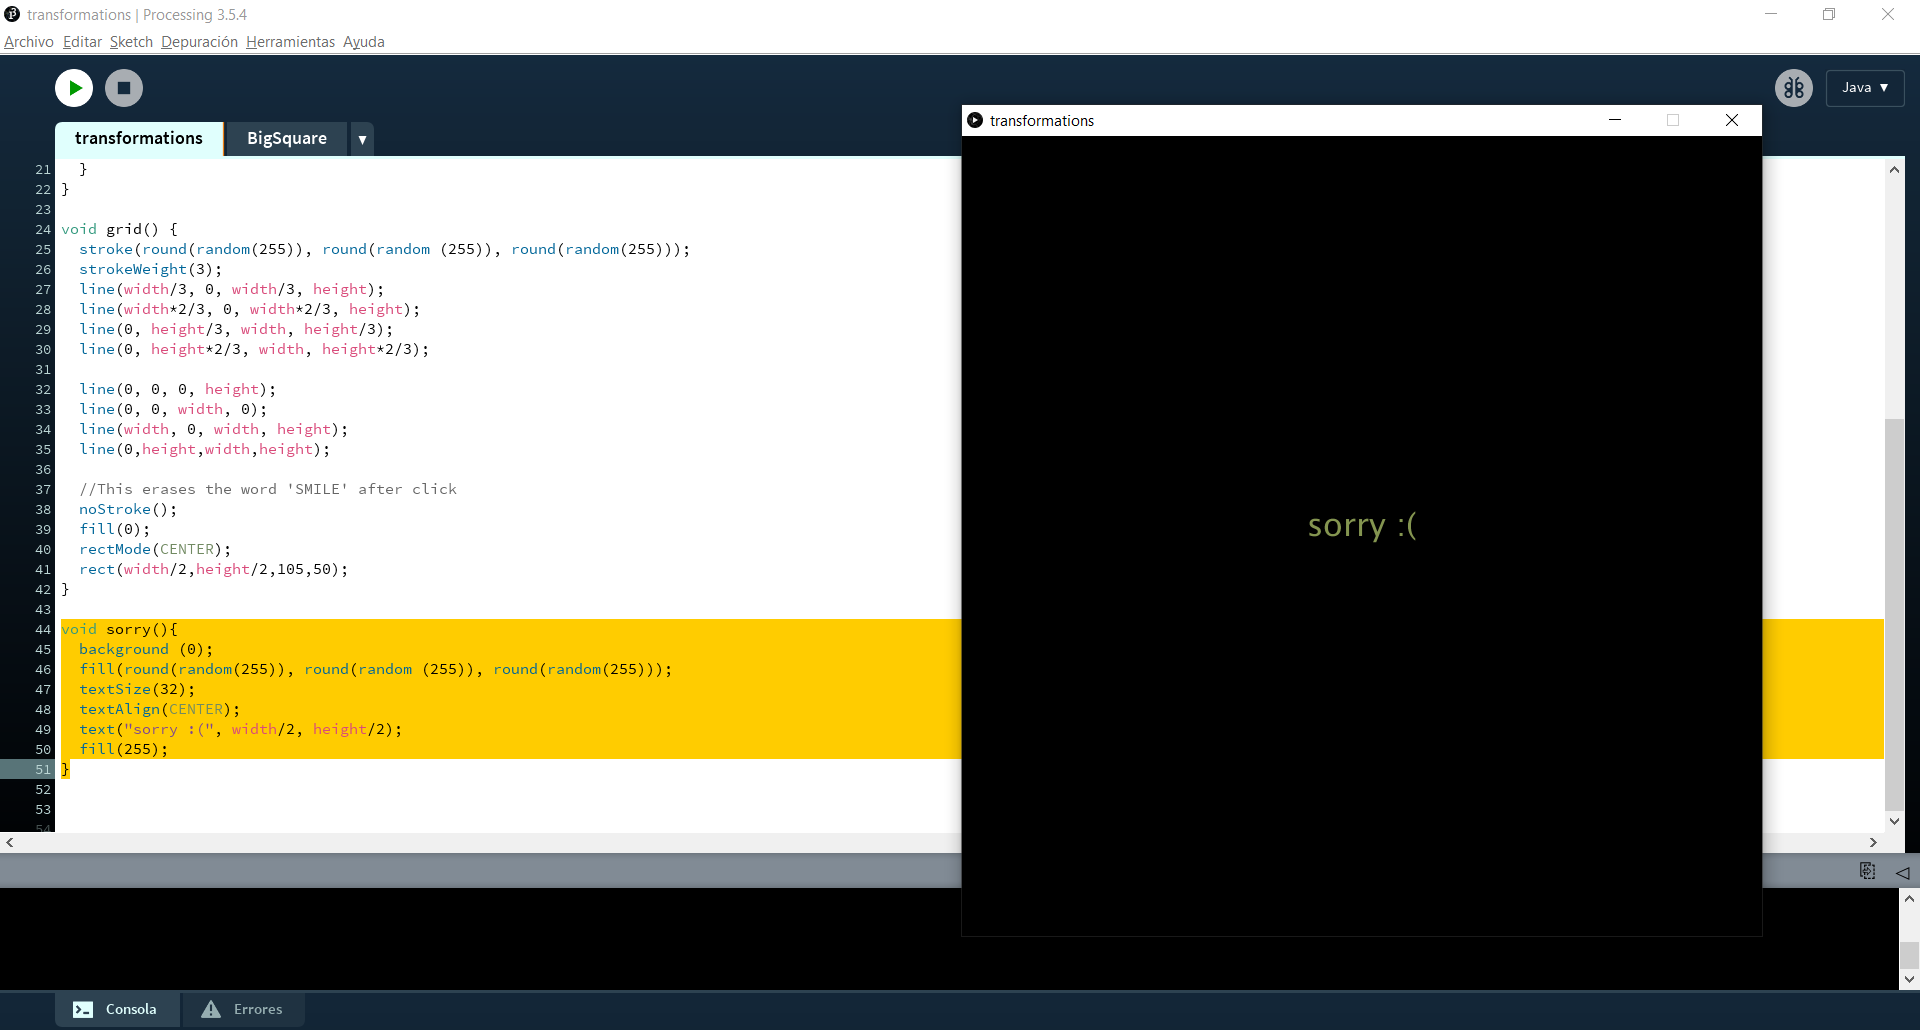 transformations | Processing 3.5.4
Archivo Editar Sketch Depuración Herramientas Ayuda
Java ▼
transformations BigSquare ▼
21 }
22 }
23
24 void grid() {
25 stroke(round(random(255)), round(random (255)), round(random(255)));
26 strokeWeight(3);
27 line(width/3, 0, width/3, height);
28 line(width*2/3, 0, width*2/3, height);
29 line(0, height/3, width, height/3);
30 line(0, height*2/3, width, height*2/3);
31
32 line(0, 0, 0, height);
33 line(0, 0, width, 0);
34 line(width, 0, width, height);
35 line(0,height,width,height);
36
37 //This erases the word 'SMILE' after click
38 noStroke();
39 fill(0);
40 rectMode(CENTER);
41 rect(width/2,height/2,105,50);
42 }
43
44 void sorry(){
45 background (0);
46 fill(round(random(255)), round(random (255)), round(random(255)));
47 textSize(32);
48 textAlign(CENTER);
49 text("sorry :(", width/2, height/2);
50 fill(255);
51 }
52
53
54
transformations
sorry :(
Consola Errores